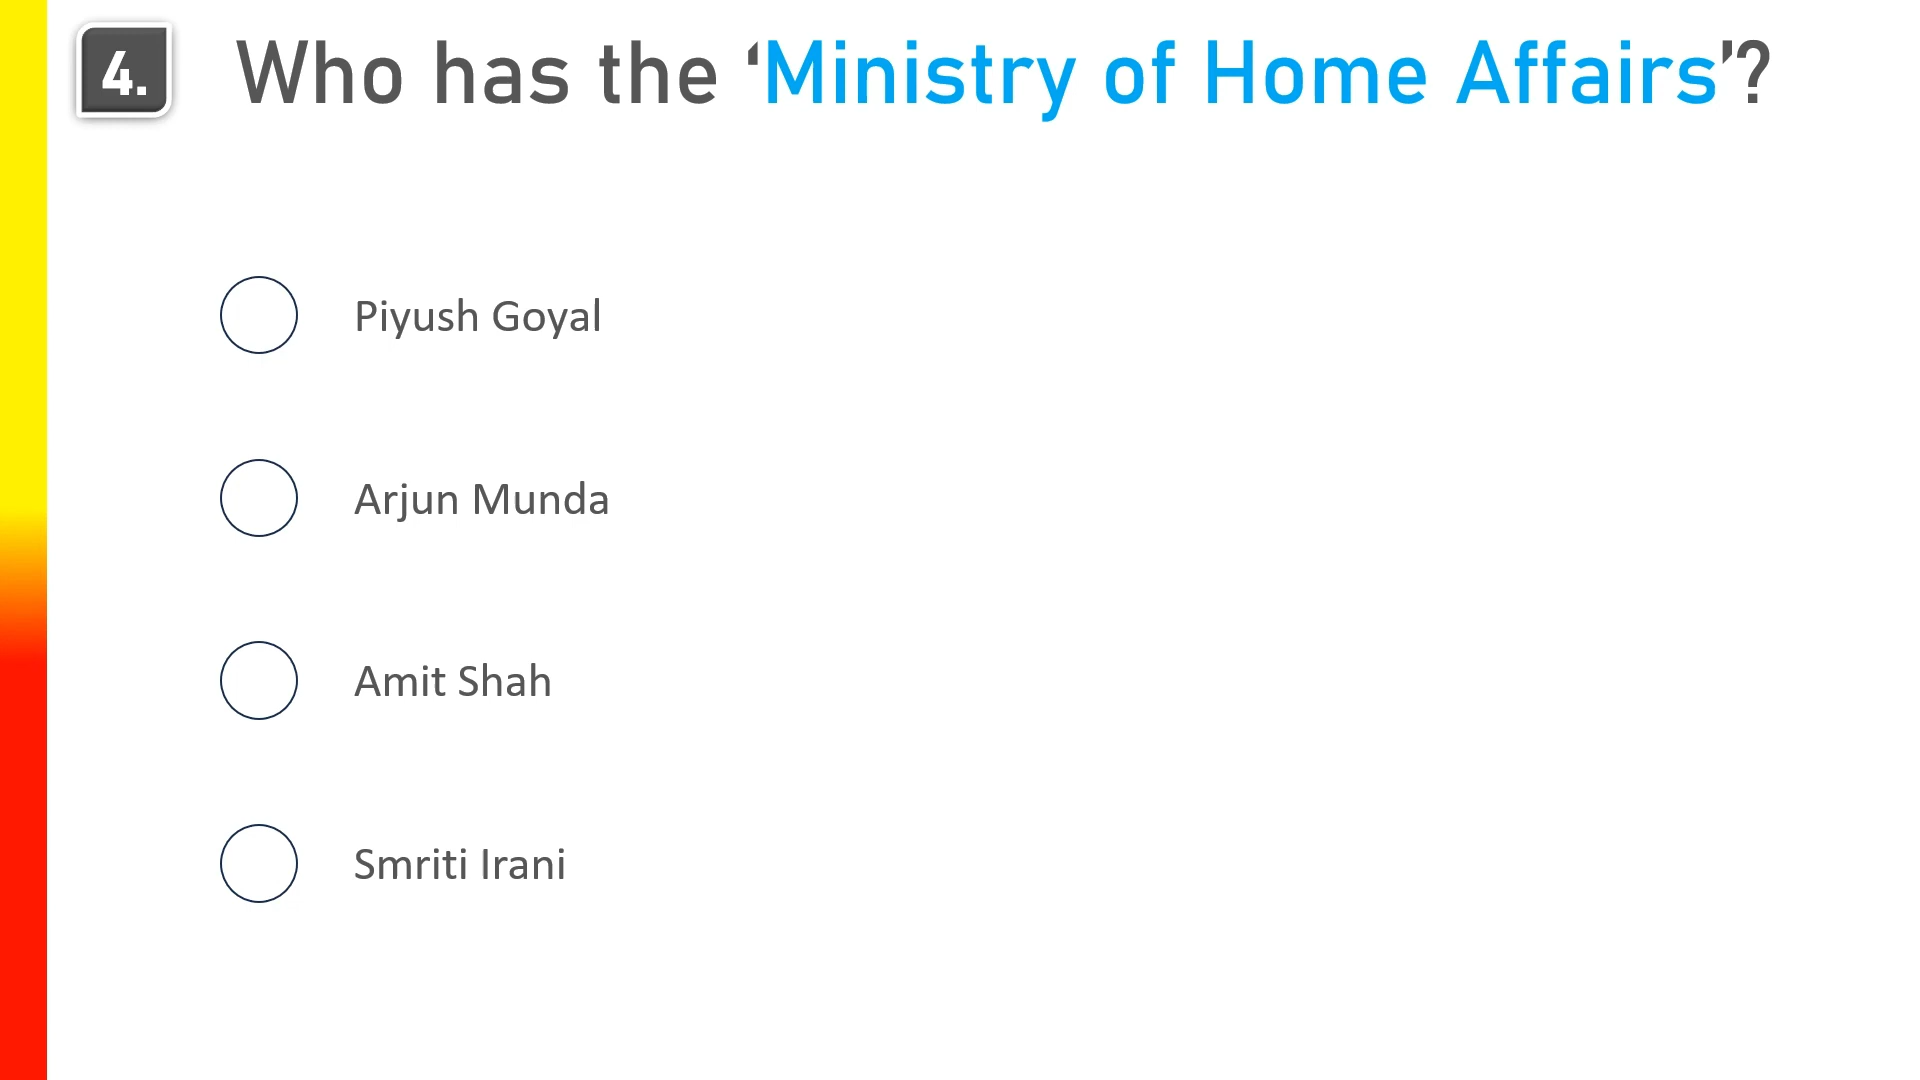 4. Who has the ‘Ministry of Home Affairs’?
Piyush Goyal
Arjun Munda
Amit Shah
Smriti Irani